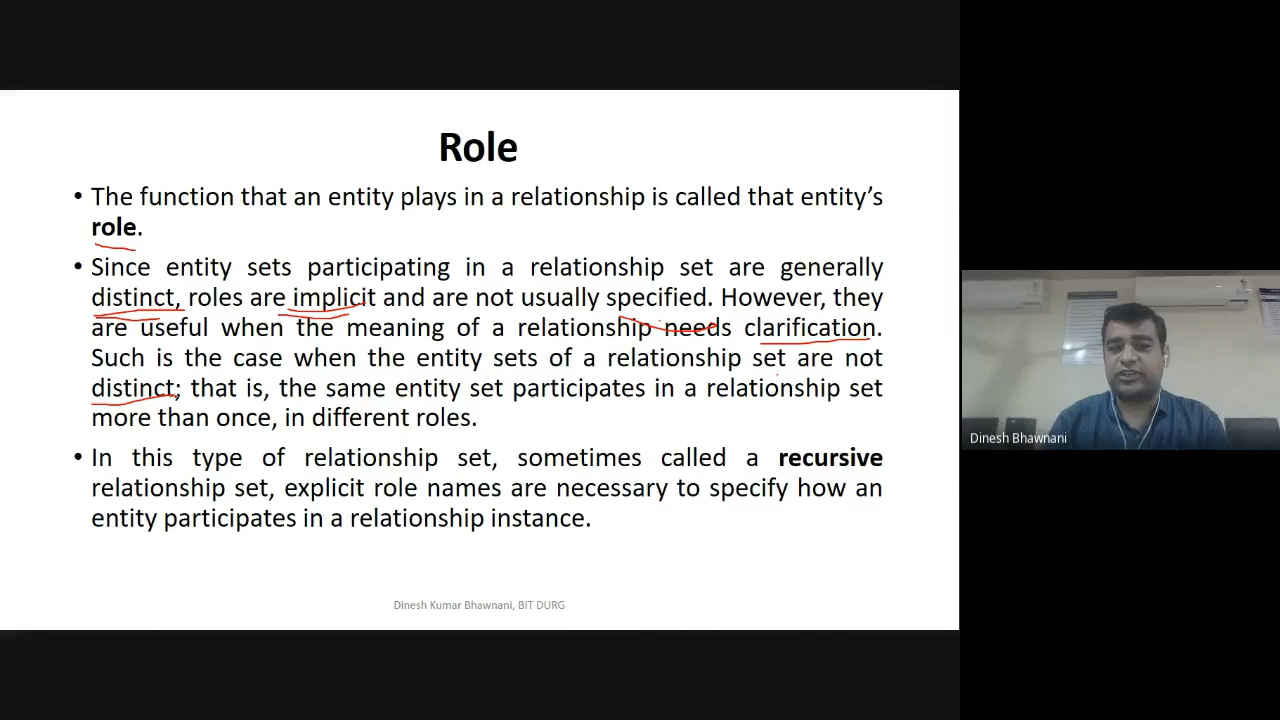 Role
• The function that an entity plays in a relationship is called that entity’s
role.
• Since entity sets participating in a relationship set are generally
distinct, roles are implicit and are not usually specified. However, they
are useful when the meaning of a relationship needs clarification.
Such is the case when the entity sets of a relationship set are not
distinct; that is, the same entity set participates in a relationship set
more than once, in different roles.
• In this type of relationship set, sometimes called a recursive
relationship set, explicit role names are necessary to specify how an
entity participates in a relationship instance.
Dinesh Kumar Bhawnani, BIT DURG
Dinesh Bhawnani